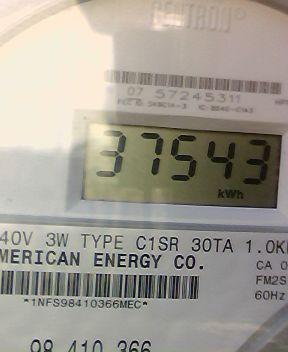 CENTRON®
07 57245311
37543
kWh
40V 3W TYPE C1SR 30TA 1.0K
MERICAN ENERGY CO.
CA 0
FM2S
60Hz
*1NFS98410366MEC*
98 410 366